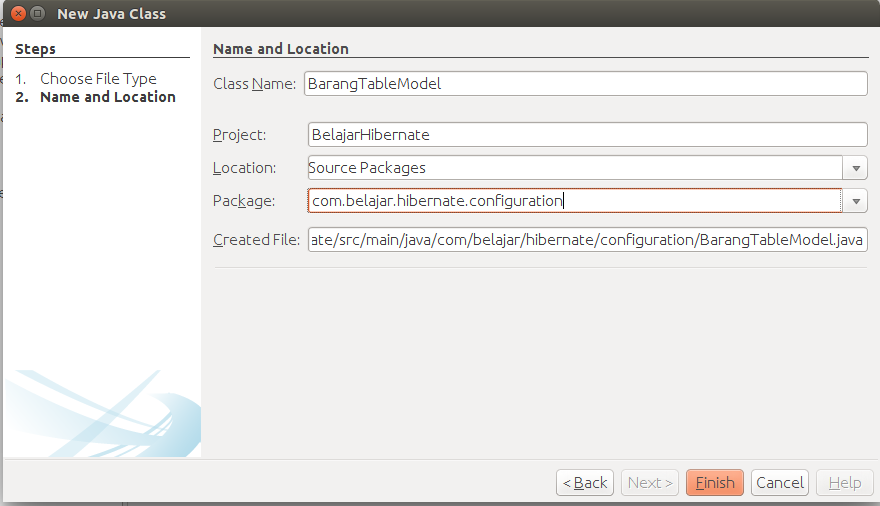 New Java Class
Steps
1. Choose File Type
2. Name and Location
Name and Location
Class Name: BarangTableModel
Project: BelajarHibernate
Location: Source Packages
Package: com.belajar.hibernate.configuration
Created File: ate/src/main/java/com/belajar/hibernate/configuration/BarangTableModel.java
< Back Next > Finish Cancel Help